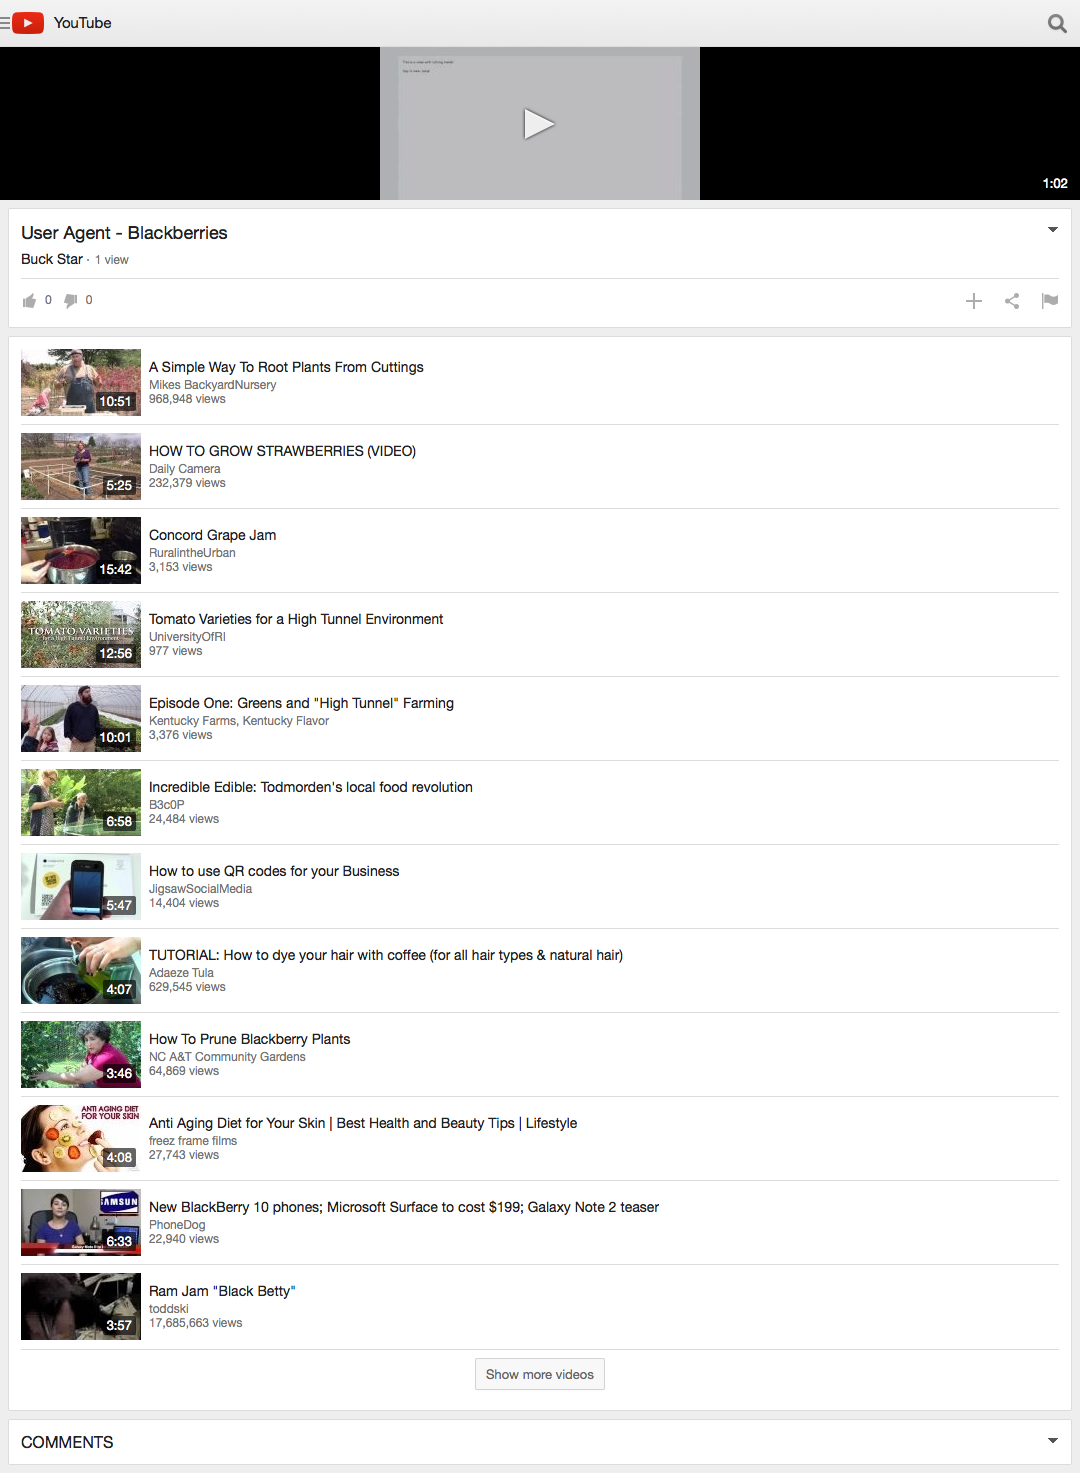 YouTube
1:02
User Agent - Blackberries
Buck Star · 1 view
0 0
10:51
A Simple Way To Root Plants From Cuttings
Mikes BackyardNursery
968,948 views
5:25
HOW TO GROW STRAWBERRIES (VIDEO)
Daily Camera
232,379 views
15:42
Concord Grape Jam
RuralintheUrban
3,153 views
TOMATO VARIETIES
for a High Tunnel Environment
12:56
Tomato Varieties for a High Tunnel Environment
UniversityOfRI
977 views
10:01
Episode One: Greens and "High Tunnel" Farming
Kentucky Farms, Kentucky Flavor
3,376 views
6:58
Incredible Edible: Todmorden's local food revolution
B3c0P
24,484 views
5:47
How to use QR codes for your Business
JigsawSocialMedia
14,404 views
4:07
TUTORIAL: How to dye your hair with coffee (for all hair types & natural hair)
Adaeze Tula
629,545 views
3:46
How To Prune Blackberry Plants
NC A&T Community Gardens
64,869 views
ANTI AGING DIET
FOR YOUR SKIN
4:08
Anti Aging Diet for Your Skin | Best Health and Beauty Tips | Lifestyle
freez frame films
27,743 views
SAMSUN
6:33
New BlackBerry 10 phones; Microsoft Surface to cost $199; Galaxy Note 2 teaser
PhoneDog
22,940 views
3:57
Ram Jam "Black Betty"
toddski
17,685,663 views
Show more videos
COMMENTS